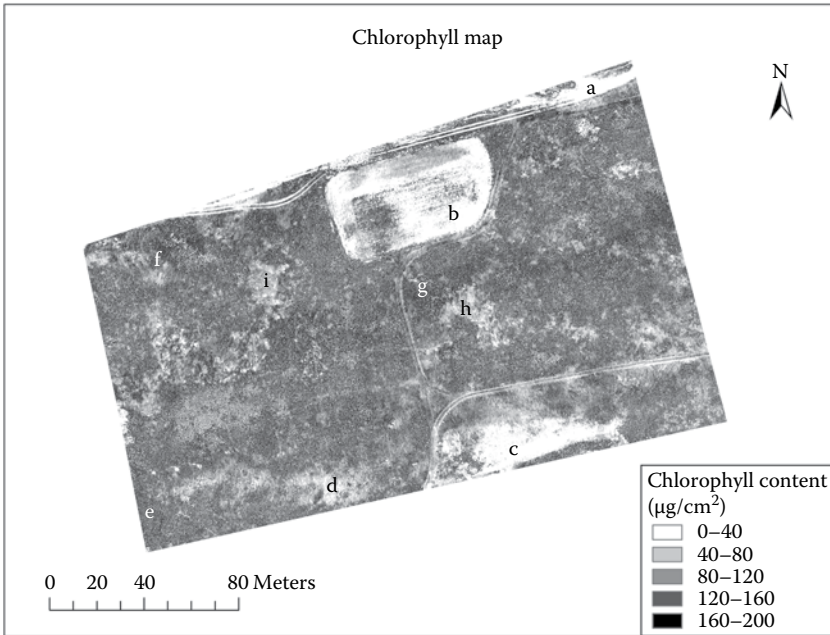 Chlorophyll map
N
a
b
f
i
g
h
c
d
e
Chlorophyll content
(µg/cm²)
0–40
40–80
80–120
120–160
160–200
0 20 40 80 Meters